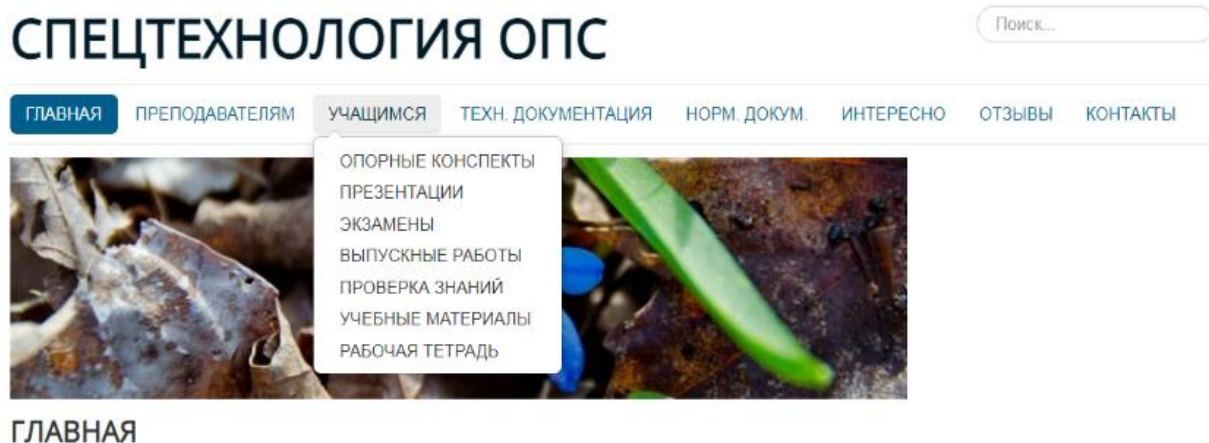 СПЕЦТЕХНОЛОГИЯ ОПС
Поиск...
ГЛАВНАЯ ПРЕПОДАВАТЕЛЯМ УЧАЩИМСЯ ТЕХН. ДОКУМЕНТАЦИЯ НОРМ. ДОКУМ. ИНТЕРЕСНО ОТЗЫВЫ КОНТАКТЫ
ОПОРНЫЕ КОНСПЕКТЫ
ПРЕЗЕНТАЦИИ
ЭКЗАМЕНЫ
ВЫПУСКНЫЕ РАБОТЫ
ПРОВЕРКА ЗНАНИЙ
УЧЕБНЫЕ МАТЕРИАЛЫ
РАБОЧАЯ ТЕТРАДЬ
ГЛАВНАЯ